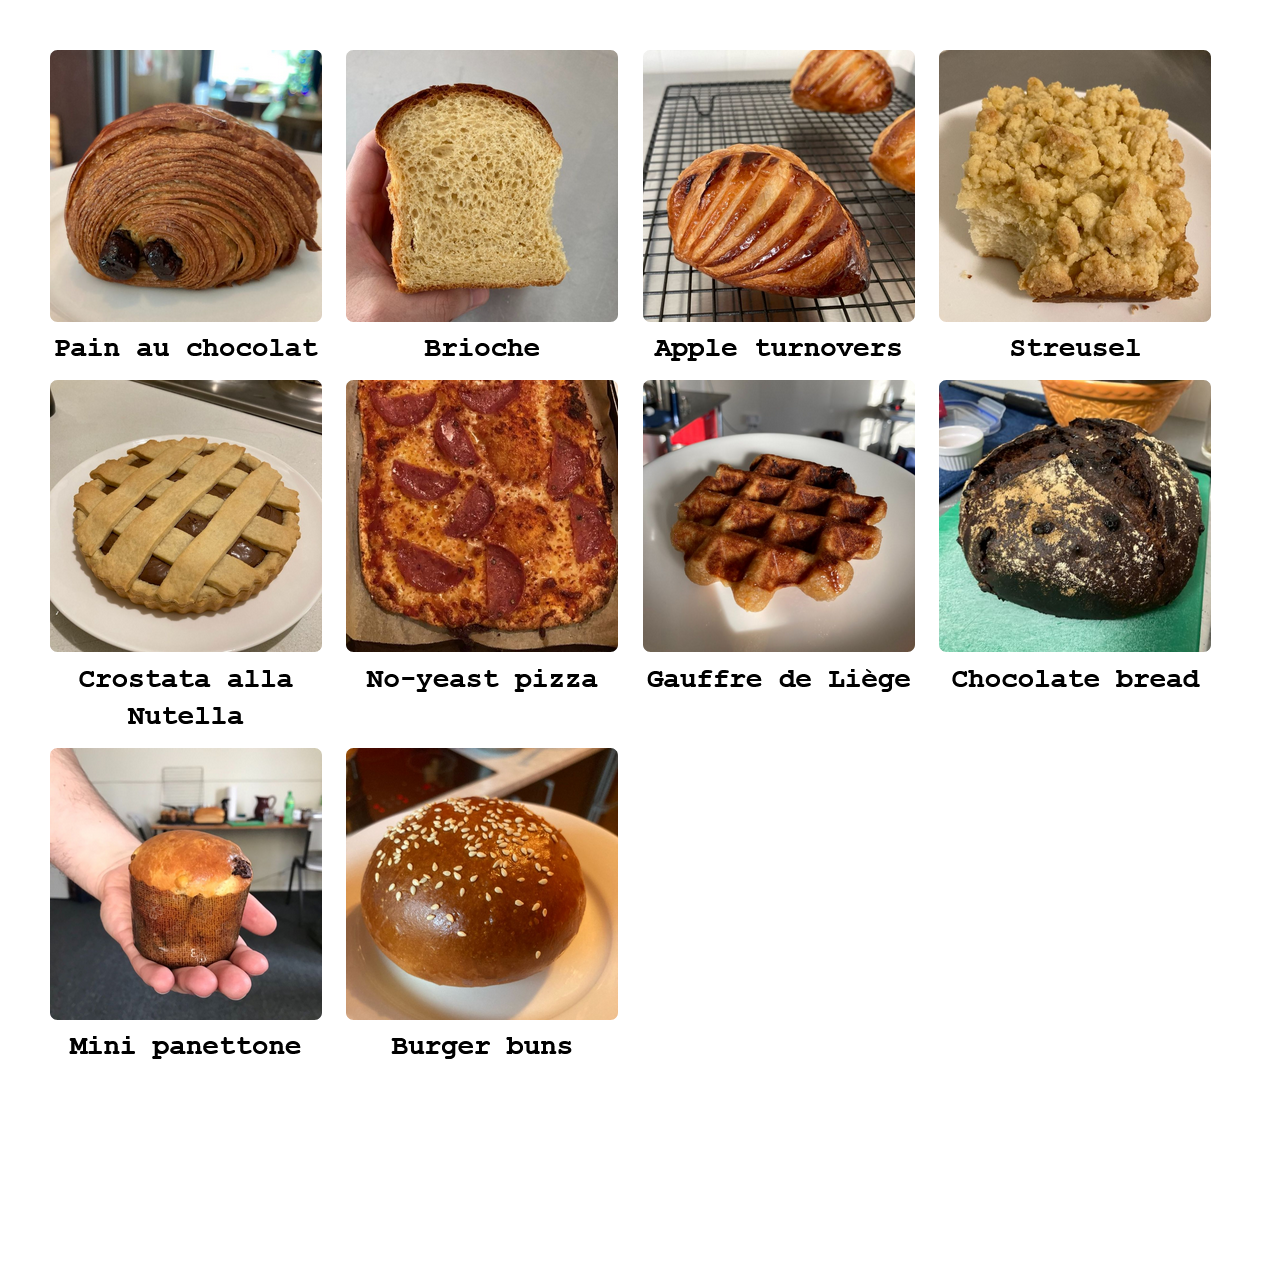 Pain au chocolat
Brioche
Apple turnovers
Streusel
Crostata alla
Nutella
No-yeast pizza
Gauffre de Liège
Chocolate bread
Mini panettone
Burger buns